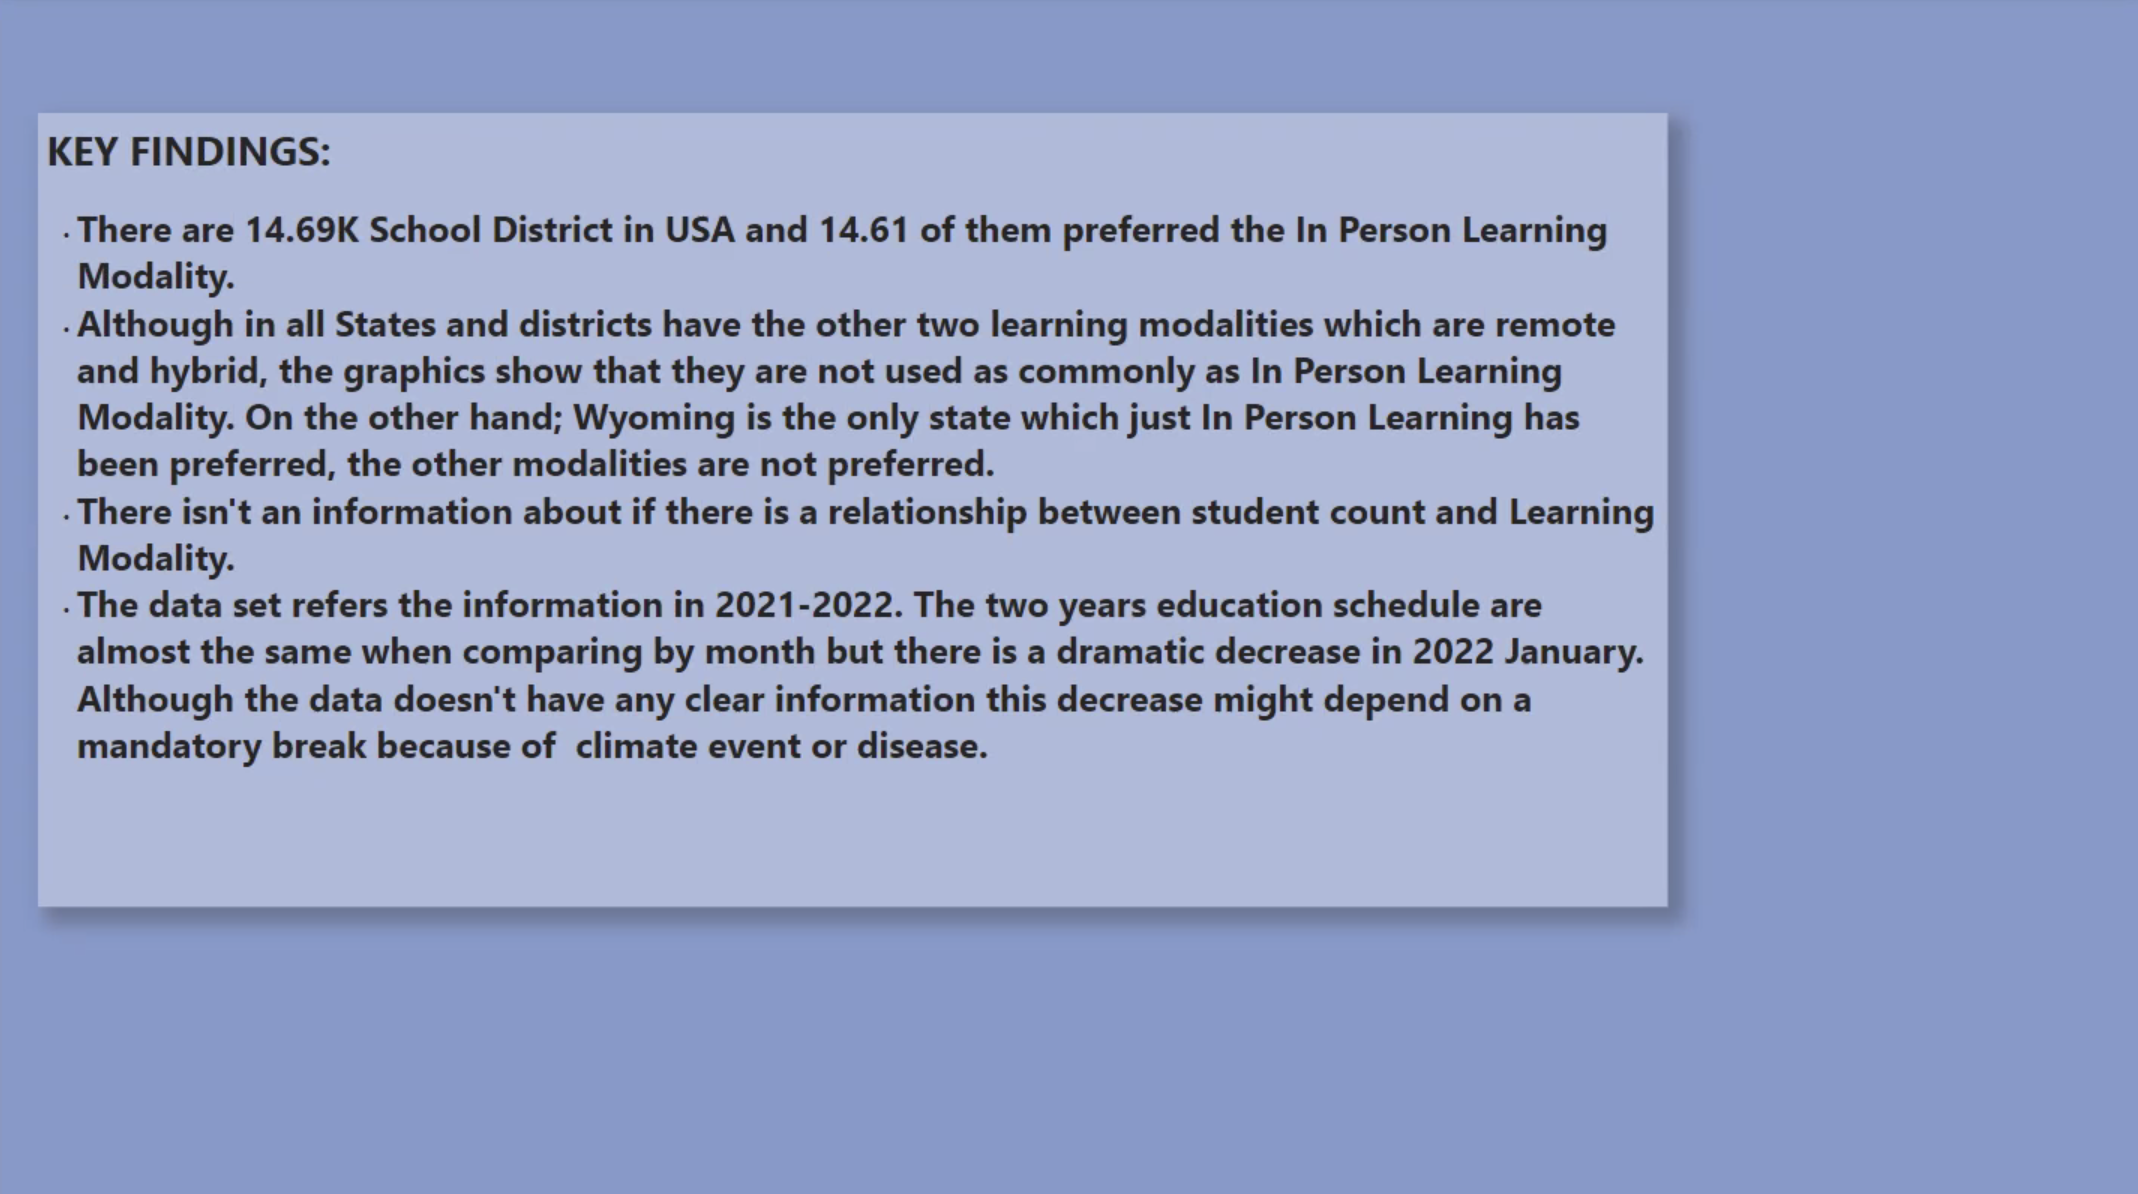 KEY FINDINGS:
· There are 14.69K School District in USA and 14.61 of them preferred the In Person Learning
Modality.
· Although in all States and districts have the other two learning modalities which are remote
and hybrid, the graphics show that they are not used as commonly as In Person Learning
Modality. On the other hand; Wyoming is the only state which just In Person Learning has
been preferred, the other modalities are not preferred.
· There isn't an information about if there is a relationship between student count and Learning
Modality.
· The data set refers the information in 2021-2022. The two years education schedule are
almost the same when comparing by month but there is a dramatic decrease in 2022 January.
Although the data doesn't have any clear information this decrease might depend on a
mandatory break because of  climate event or disease.